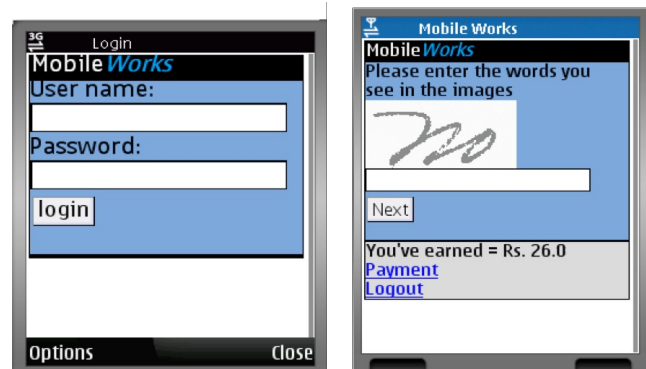 3G
Login
MobileWorks
User name:
Password:
login
Options
Close
Mobile Works
MobileWorks
Please enter the words you
see in the images
no
Next
You've earned = Rs. 26.0
Payment
Logout